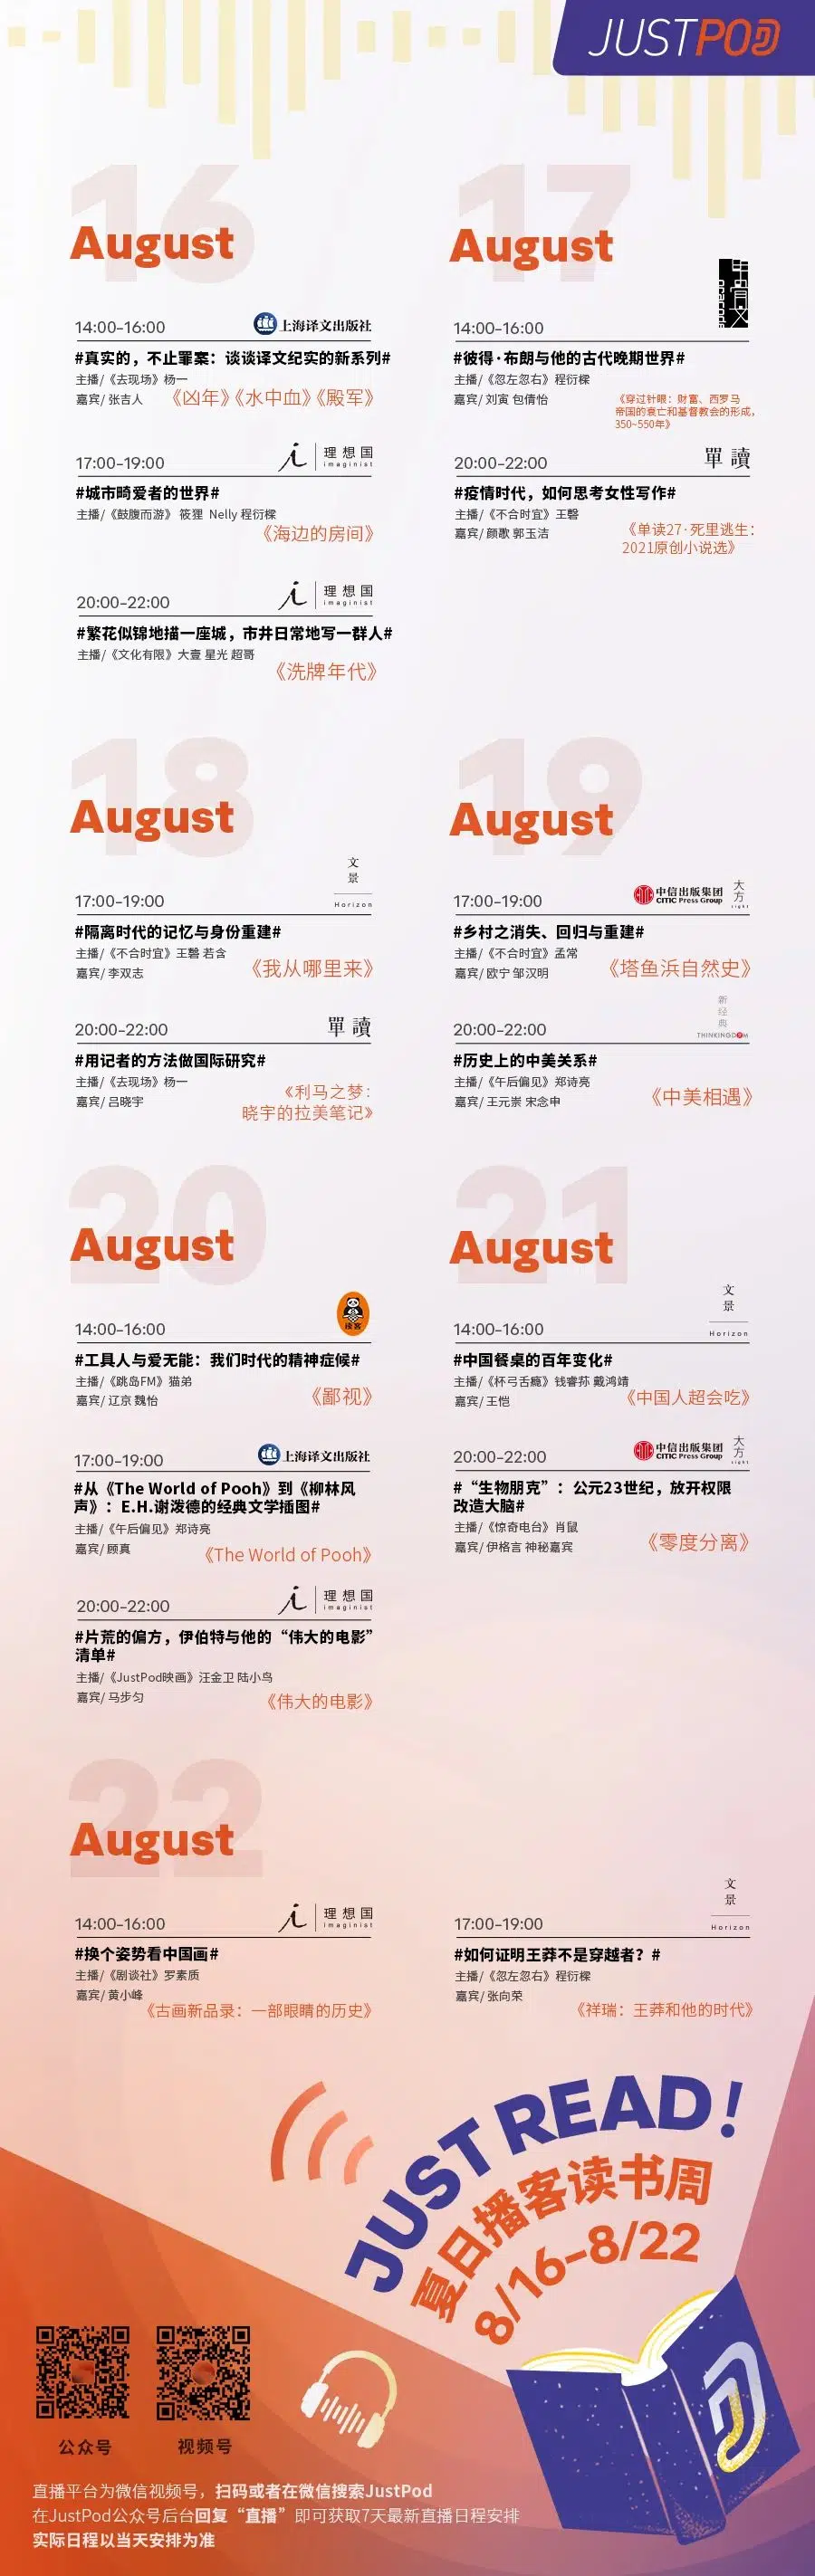 JUSTPOD
16
August
14:00-16:00
上海译文出版社
#真实的，不止罪案：谈谈译文纪实的新系列#
主播/《去现场》杨一
嘉宾/ 张吉人
《凶年》《水中血》《殿军》
17:00-19:00
理想国
imaginist
#城市畸爱者的世界#
主播/《鼓腹而游》 筱狸 Nelly 程衍樑
《海边的房间》
20:00-22:00
理想国
imaginist
#繁花似锦地描一座城，市井日常地写一群人#
主播/《文化有限》大壹 星光 超哥
《洗牌年代》
17
August
甲骨文
14:00-16:00
#彼得·布朗与他的古代晚期世界#
主播/《忽左忽右》程衍樑
嘉宾/ 刘寅 包倩怡
《穿过针眼：财富、西罗马
帝国的衰亡和基督教会的形成，
350~550年》
20:00-22:00
單讀
#疫情时代，如何思考女性写作#
主播/《不合时宜》王磬
嘉宾/ 颜歌 郭玉洁
《单读27·死里逃生：
2021原创小说选》
18
August
文景
Horizon
17:00-19:00
#隔离时代的记忆与身份重建#
主播/《不合时宜》王磬 若含
嘉宾/ 李双志
《我从哪里来》
20:00-22:00
單讀
#用记者的方法做国际研究#
主播/《去现场》杨一
嘉宾/ 吕晓宇
《利马之梦：
晓宇的拉美笔记》
19
August
17:00-19:00
中信出版集团
CITIC Press Group
大方
sight
#乡村之消失、回归与重建#
主播/《不合时宜》孟常
嘉宾/ 欧宁 邹汉明
《塔鱼浜自然史》
新经典
THINKINGDOM
20:00-22:00
#历史上的中美关系#
主播/《午后偏见》郑诗亮
嘉宾/ 王元崇 宋念申
《中美相遇》
20
August
读客
14:00-16:00
#工具人与爱无能：我们时代的精神症候#
主播/《跳岛FM》猫弟
嘉宾/ 辽京 魏怡
《鄙视》
17:00-19:00
上海译文出版社
#从《The World of Pooh》到《柳林风
声》：E.H.谢泼德的经典文学插图#
主播/《午后偏见》郑诗亮
嘉宾/ 顾真
《The World of Pooh》
20:00-22:00
理想国
imaginist
#片荒的偏方，伊伯特与他的“伟大的电影”
清单#
主播/《JustPod映画》汪金卫 陆小鸟
嘉宾/ 马步匀
《伟大的电影》
21
August
文景
Horizon
14:00-16:00
#中国餐桌的百年变化#
主播/《杯弓舌瘾》钱睿荪 戴鸿靖
嘉宾/ 王恺
《中国人超会吃》
20:00-22:00
中信出版集团
CITIC Press Group
大方
sight
#“生物朋克”：公元23世纪，放开权限
改造大脑#
主播/《惊奇电台》肖鼠
嘉宾/ 伊格言 神秘嘉宾
《零度分离》
22
August
14:00-16:00
理想国
imaginist
#换个姿势看中国画#
主播/《剧谈社》罗素质
嘉宾/ 黄小峰
《古画新品录：一部眼睛的历史》
文景
Horizon
17:00-19:00
#如何证明王莽不是穿越者？#
主播/《忽左忽右》程衍樑
嘉宾/ 张向荣
《祥瑞：王莽和他的时代》
JUST READ!
夏日播客读书周
8/16-8/22
公众号
视频号
直播平台为微信视频号，扫码或者在微信搜索JustPod
在JustPod公众号后台回复“直播”即可获取7天最新直播日程安排
实际日程以当天安排为准